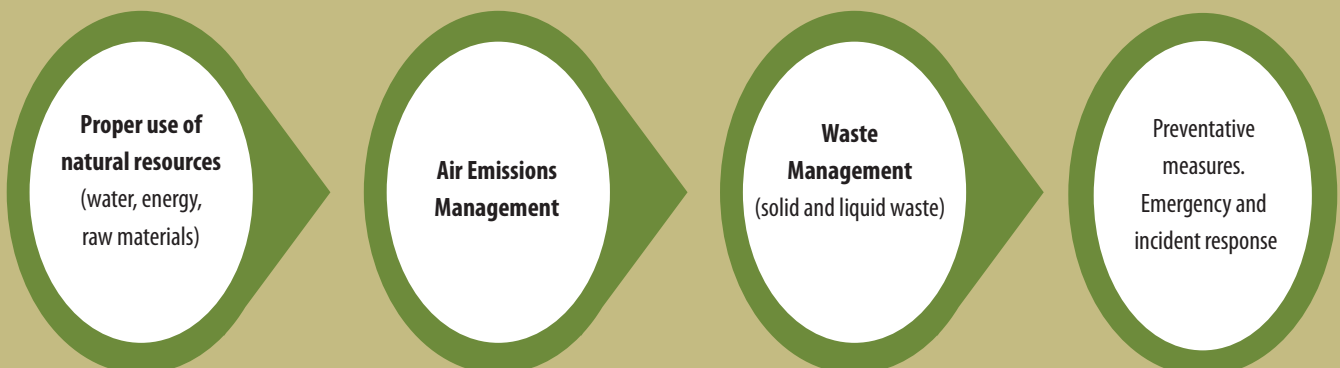 Proper use of
natural resources
(water, energy,
raw materials)
Air Emissions
Management
Waste
Management
(solid and liquid waste)
Preventative
measures.
Emergency and
incident response